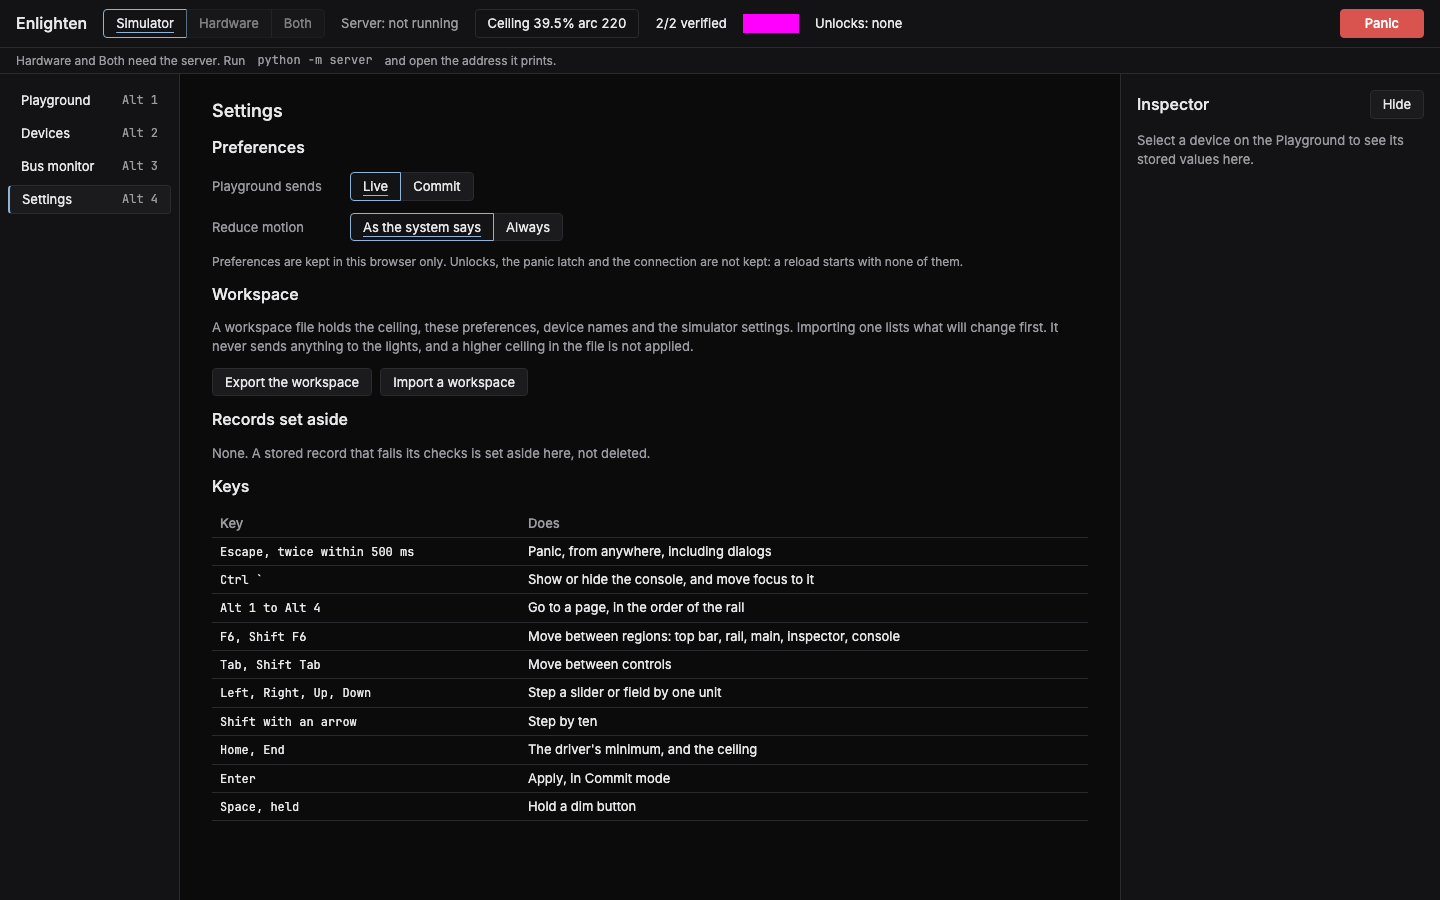 Enlighten Simulator Hardware Both Server: not running Ceiling 39.5% arc 220 2/2 verified Unlocks: none Panic
Hardware and Both need the server. Run python -m server and open the address it prints.
Playground Alt 1
Devices Alt 2
Bus monitor Alt 3
Settings Alt 4
Settings
Preferences
Playground sends Live Commit
Reduce motion As the system says Always
Preferences are kept in this browser only. Unlocks, the panic latch and the connection are not kept: a reload starts with none of them.
Workspace
A workspace file holds the ceiling, these preferences, device names and the simulator settings. Importing one lists what will change first. It
never sends anything to the lights, and a higher ceiling in the file is not applied.
Export the workspace Import a workspace
Records set aside
None. A stored record that fails its checks is set aside here, not deleted.
Keys
Key Does
Escape, twice within 500 ms Panic, from anywhere, including dialogs
Ctrl ` Show or hide the console, and move focus to it
Alt 1 to Alt 4 Go to a page, in the order of the rail
F6, Shift F6 Move between regions: top bar, rail, main, inspector, console
Tab, Shift Tab Move between controls
Left, Right, Up, Down Step a slider or field by one unit
Shift with an arrow Step by ten
Home, End The driver's minimum, and the ceiling
Enter Apply, in Commit mode
Space, held Hold a dim button
Inspector Hide
Select a device on the Playground to see its
stored values here.